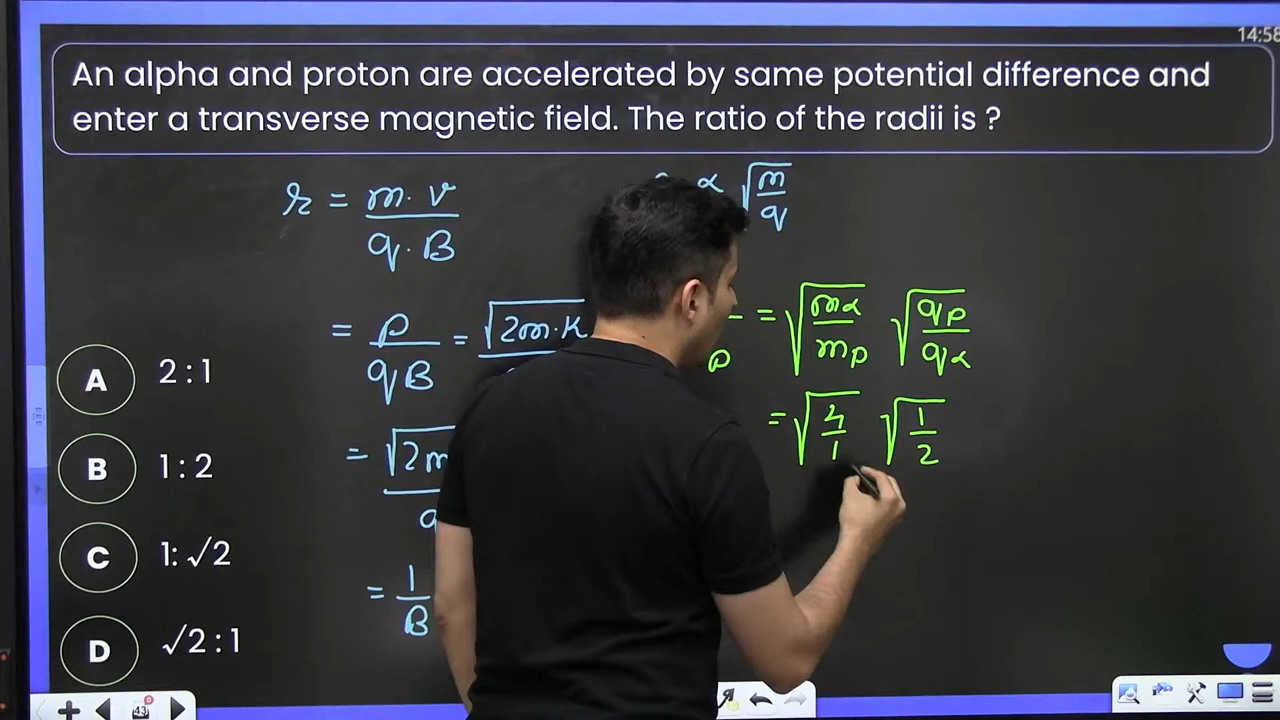 14:58
An alpha and proton are accelerated by same potential difference and
enter a transverse magnetic field. The ratio of the radii is ?
r = m·v / q·B
α √(m/q)
= p/qB = √2m·K
= √(mα/mp) √(qp/qα)
p
= √(4/1) √(1/2)
= √2m
q
= 1/B
A 2 : 1
B 1 : 2
C 1: √2
D √2 : 1
43